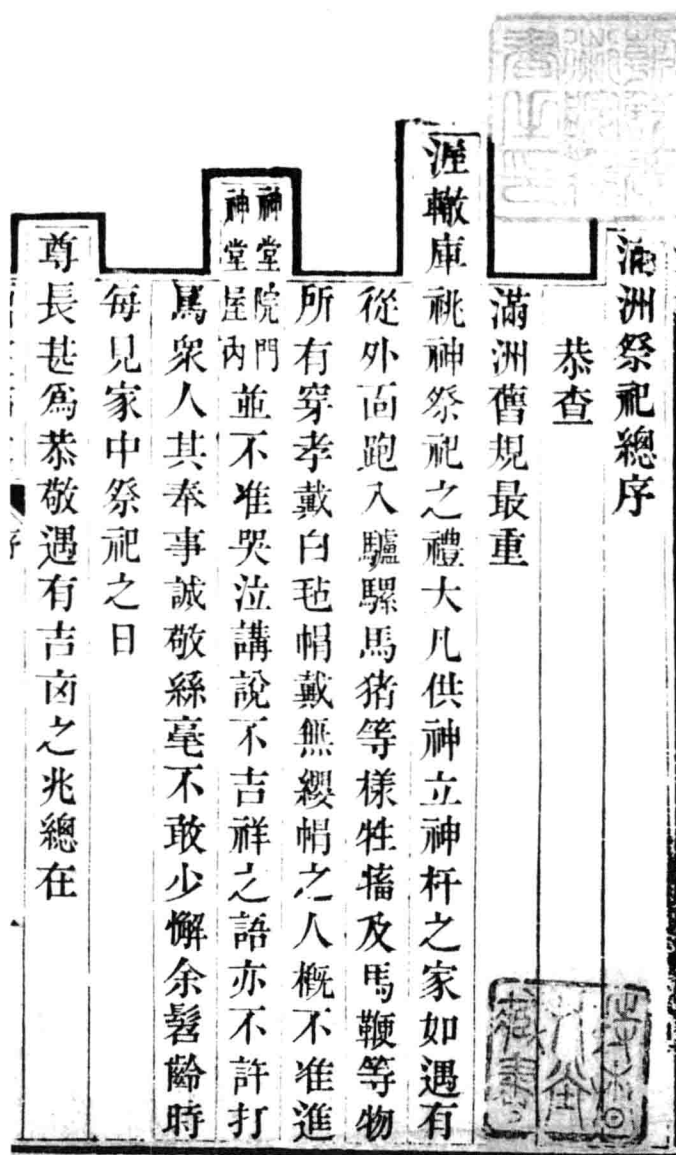 滿洲祭祀總序
恭查
滿洲舊規最重
渥轍庫祧神祭祀之禮大凡供神立神杆之家如遇有
從外面跑入驢騾馬猪等樣牲畜及馬鞭等物
所有穿孝戴白毡帽戴無纓帽之人槪不准進
神堂院門
神堂屋內並不准哭泣講說不吉祥之語亦不許打
罵衆人其奉事誠敬絲毫不敢少懈余髫齡時
每見家中祭祀之日
尊長甚爲恭敬遇有吉凶之兆總在